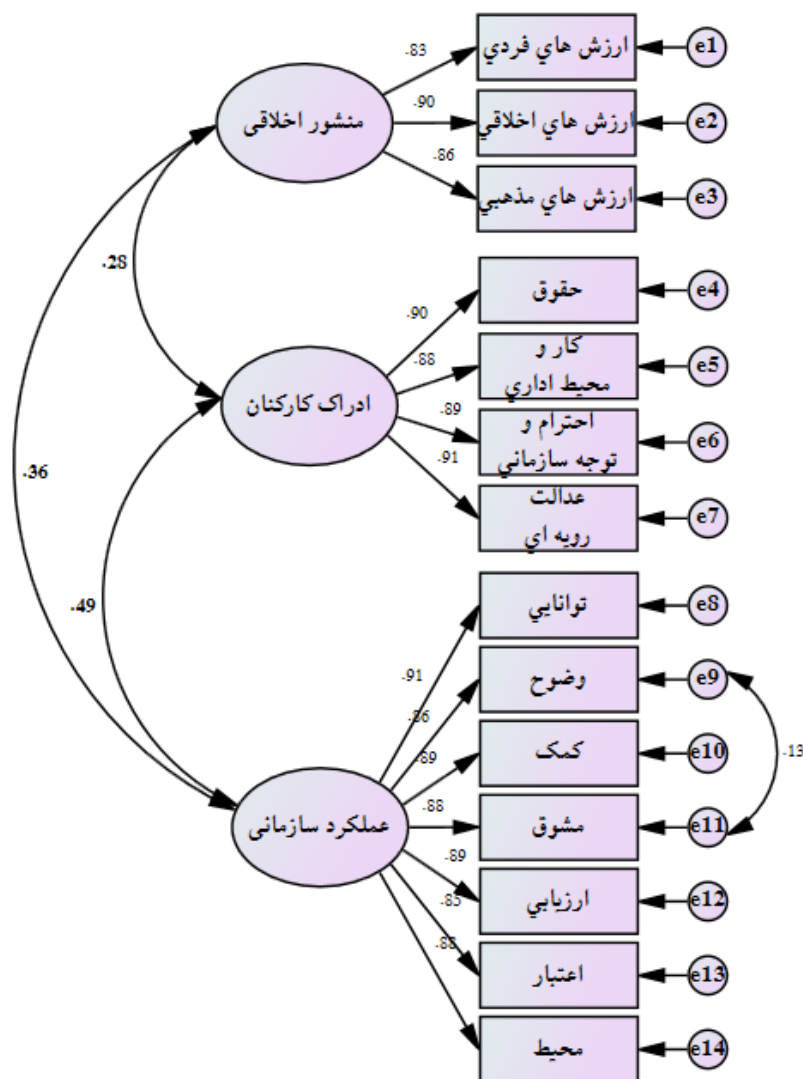 .83
ارزش هاي فردي
e1
.90
ارزش هاي اخلاقي
e2
منشور اخلاقی
.86
ارزش هاي مذهبي
e3
.28
.90
حقوق
e4
.88
كار و
محيط اداري
e5
ادراک کارکنان
.89
احترام و
توجه سازماني
e6
.91
عدالت
رويه اي
e7
.36
.49
.91
توانايي
e8
.86
وضوح
e9
.89
كمک
e10
.13
.88
مشوق
e11
عملکرد سازمانی
.89
ارزيابي
e12
.85
اعتبار
e13
.88
محيط
e14